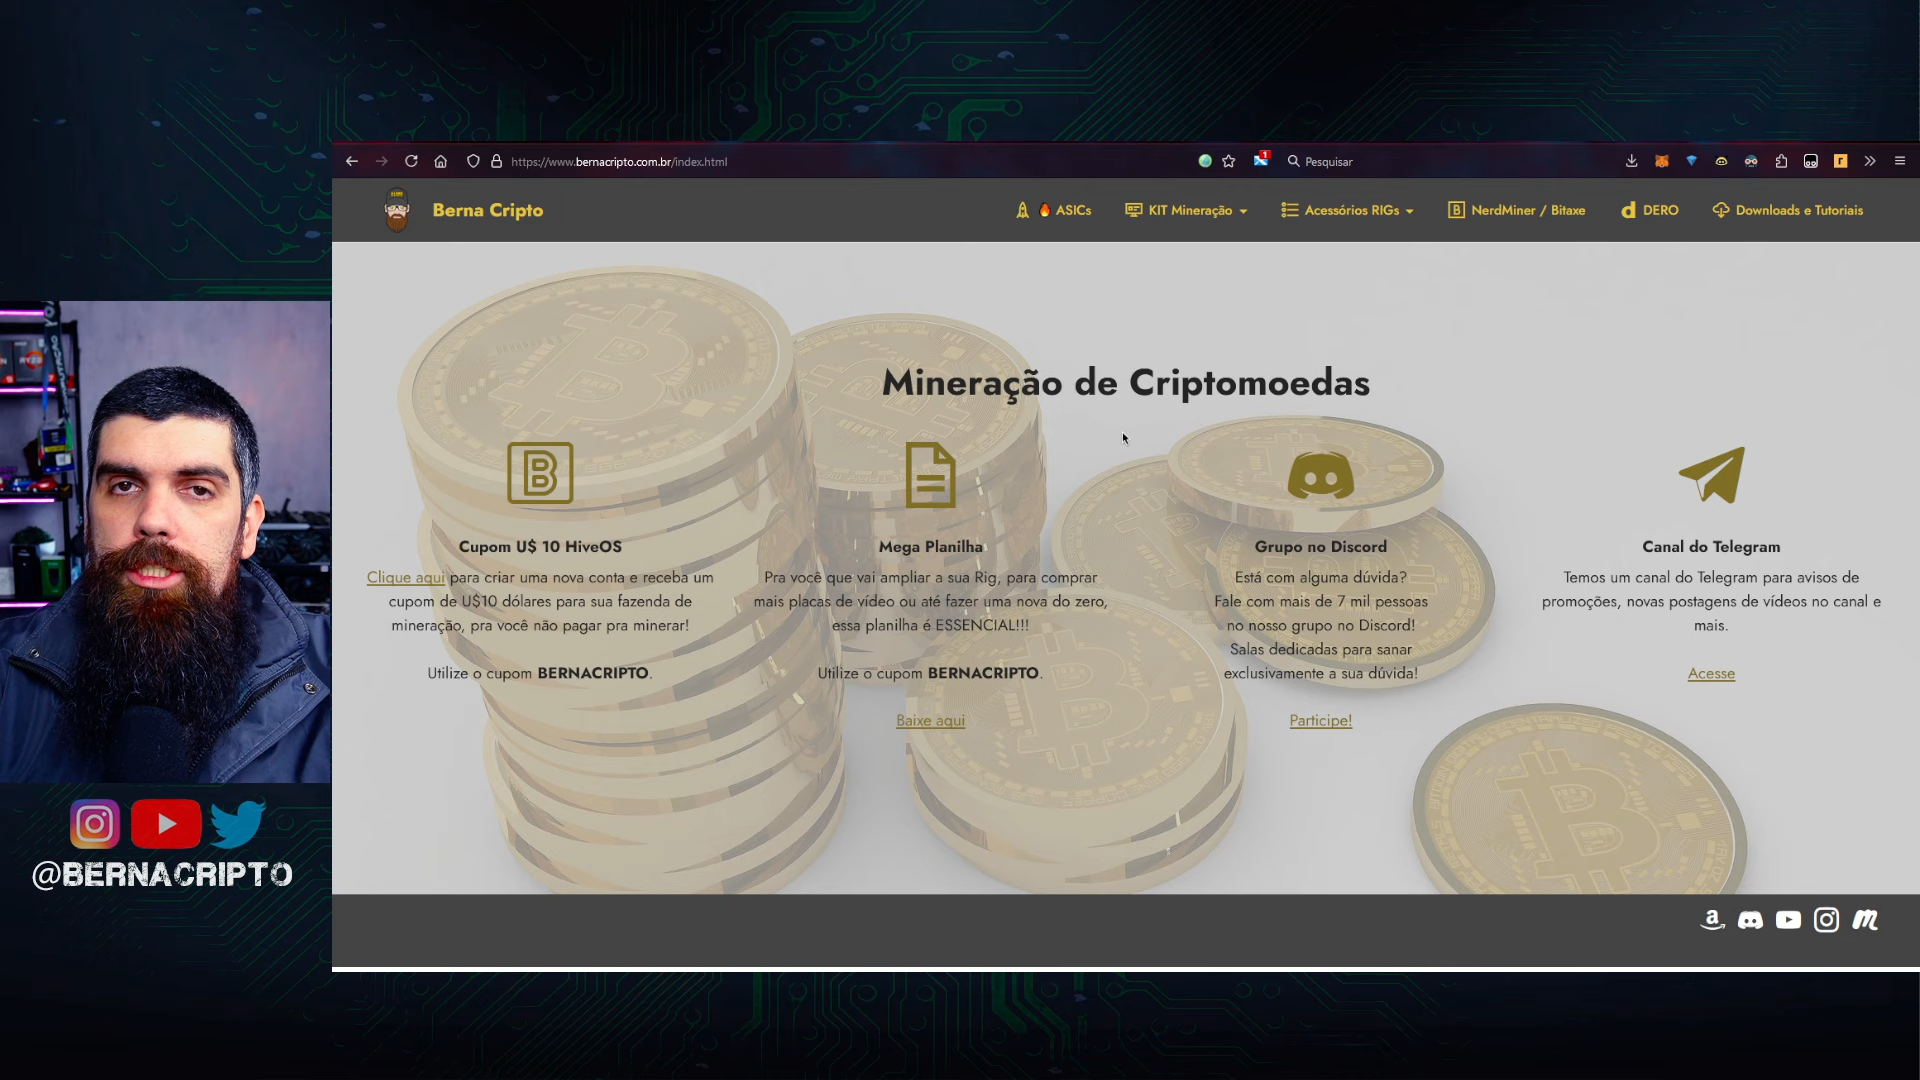 https://www.bernacripto.com.br/index.html
1
Pesquisar
r
Berna Cripto
ASICs
KIT Mineração
Acessórios RIGs
NerdMiner / Bitaxe
DERO
Downloads e Tutoriais
Mineração de Criptomoedas
Cupom U$ 10 HiveOS
Clique aqui para criar uma nova conta e receba um
cupom de U$10 dólares para sua fazenda de
mineração, pra você não pagar pra minerar!
Utilize o cupom BERNACRIPTO.
Mega Planilha
Pra você que vai ampliar a sua Rig, para comprar
mais placas de vídeo ou até fazer uma nova do zero,
essa planilha é ESSENCIAL!!!
Utilize o cupom BERNACRIPTO.
Baixe aqui
Grupo no Discord
Está com alguma dúvida?
Fale com mais de 7 mil pessoas
no nosso grupo no Discord!
Salas dedicadas para sanar
exclusivamente a sua dúvida!
Participe!
Canal do Telegram
Temos um canal do Telegram para avisos de
promoções, novas postagens de vídeos no canal e
mais.
Acesse
@BERNACRIPTO